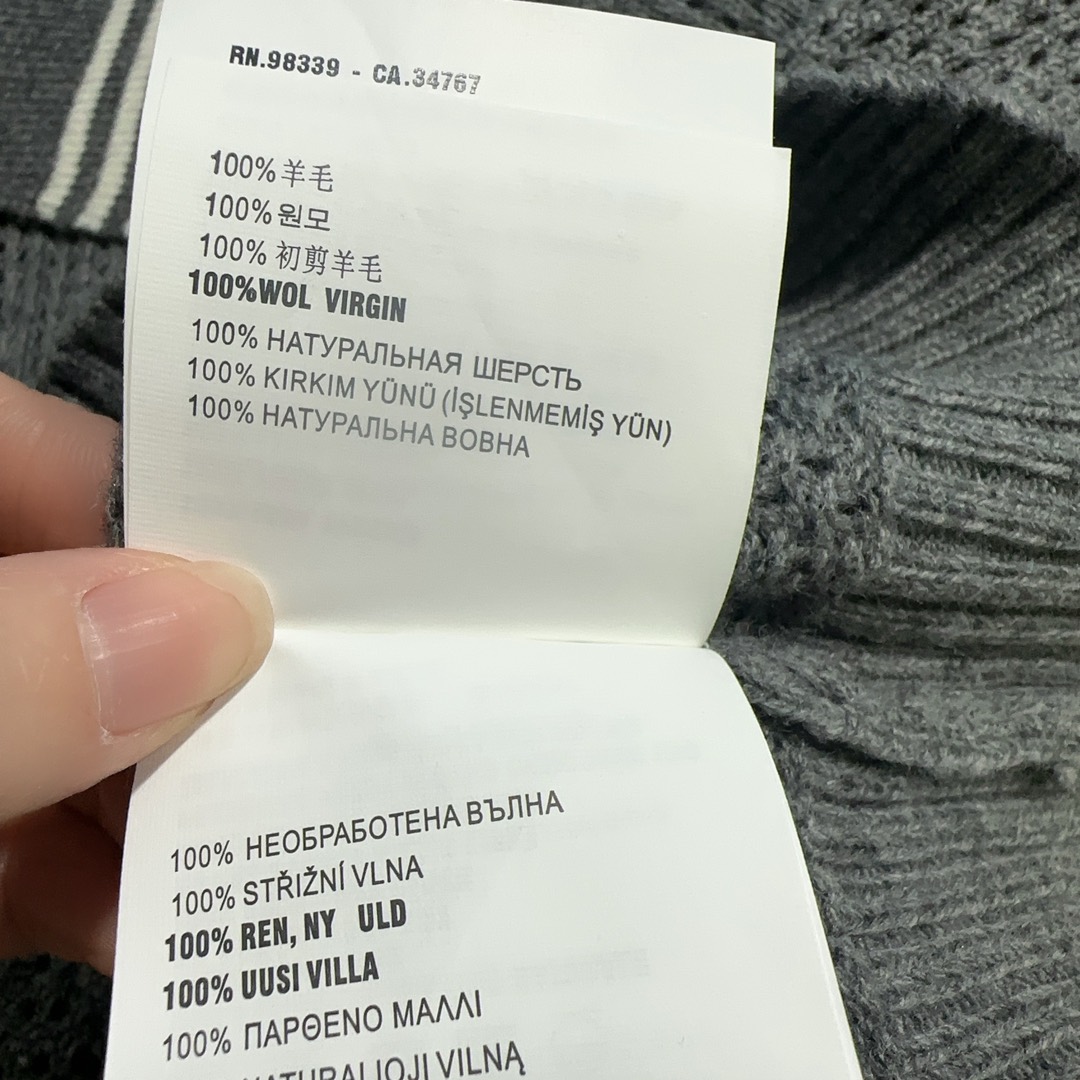 RN.98339 - CA.34767
100%羊毛
100%원모
100% 初剪羊毛
100%WOL VIRGIN
100% НАТУРАЛЬНАЯ ШЕРСТЬ
100% KIRKIM YÜNÜ (İŞLENMEMİŞ YÜN)
100% НАТУРАЛЬНА ВОВНА
100% НЕОБРАБОТЕНА ВЪЛНА
100% STŘIŽNÍ VLNA
100% REN, NY ULD
100% UUSI VILLA
100% ΠΑΡΘΕΝΟ ΜΑΛΛΙ
NATURALIOJI VILNĄ